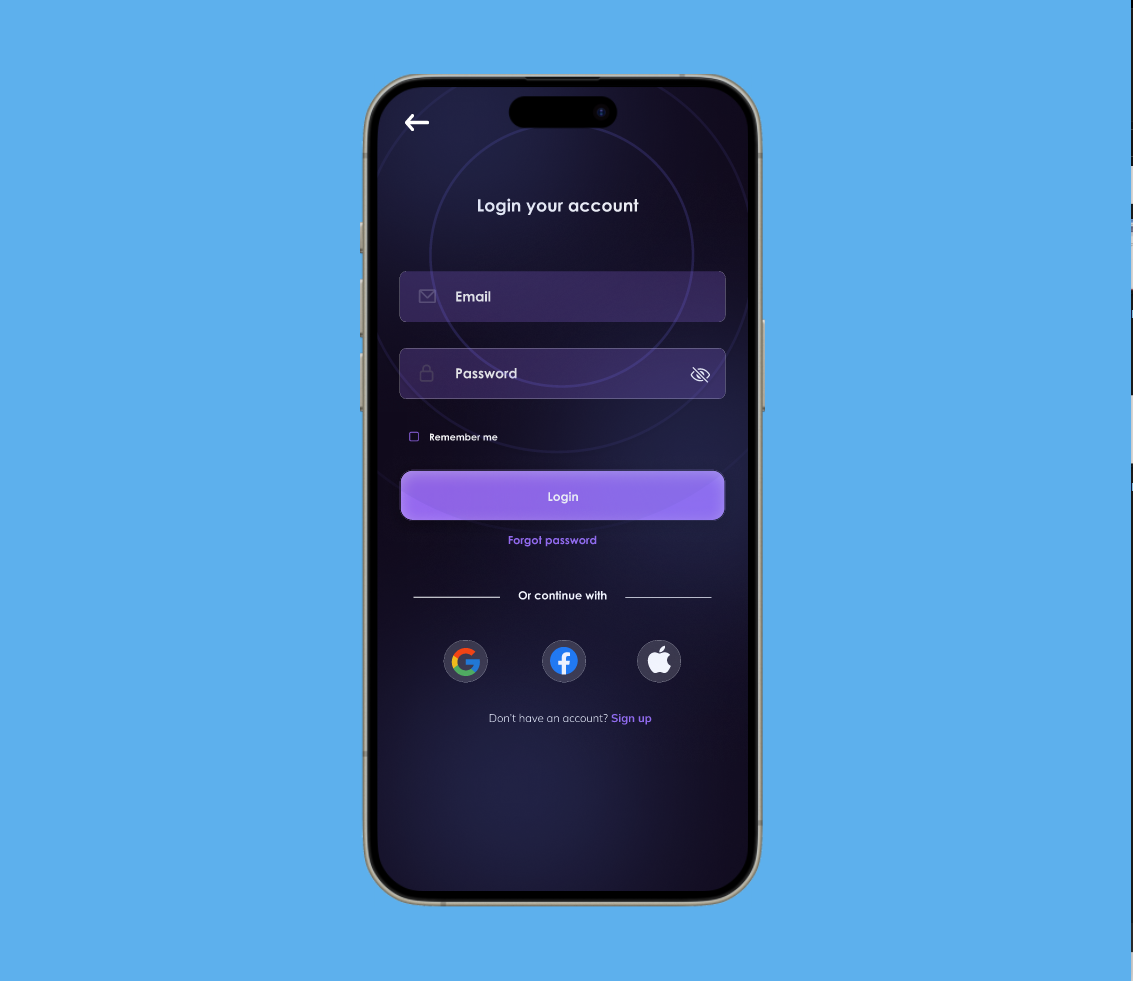 Login your account
Email
Password
Remember me
Login
Forgot password
Or continue with
Don't have an account? Sign up